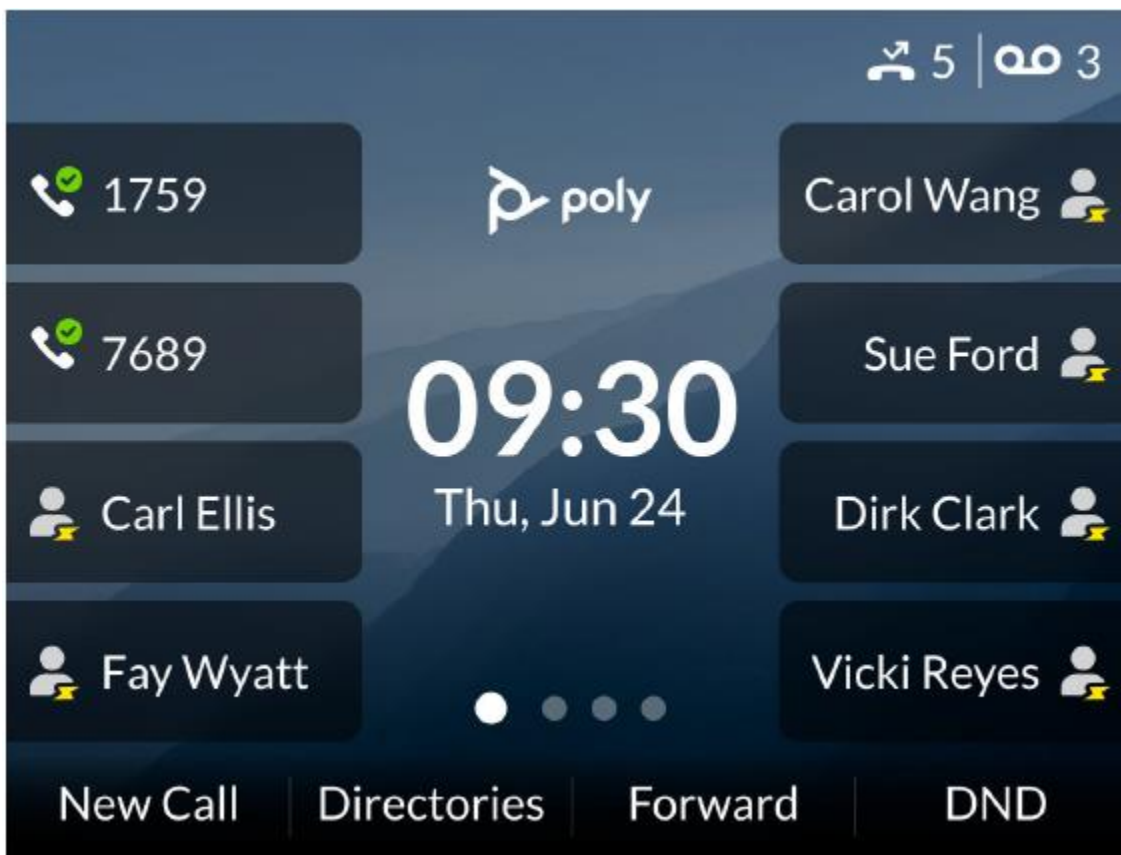 5 | 3
1759
poly
Carol Wang
7689
Sue Ford
09:30
Carl Ellis
Thu, Jun 24
Dirk Clark
Fay Wyatt
Vicki Reyes
New Call
Directories
Forward
DND